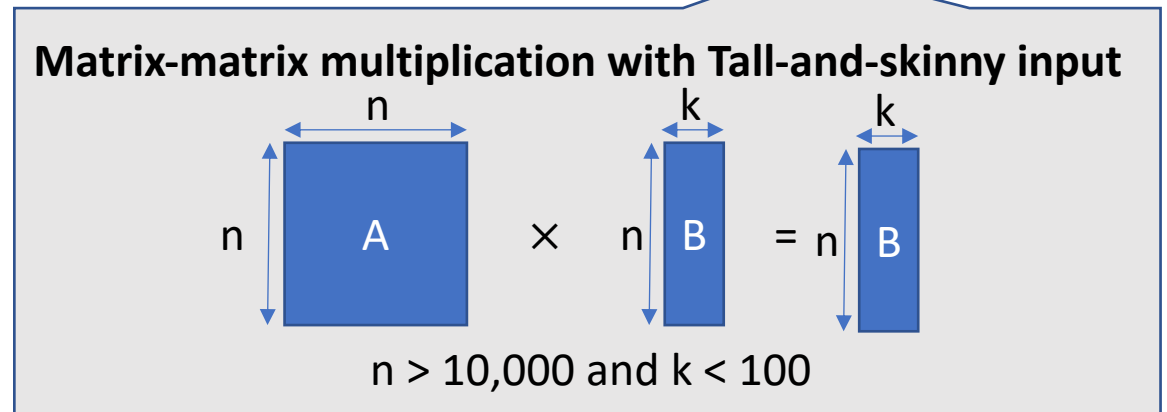 Matrix-matrix multiplication with Tall-and-skinny input
n k k
n A × n B = n B
n > 10,000 and k < 100